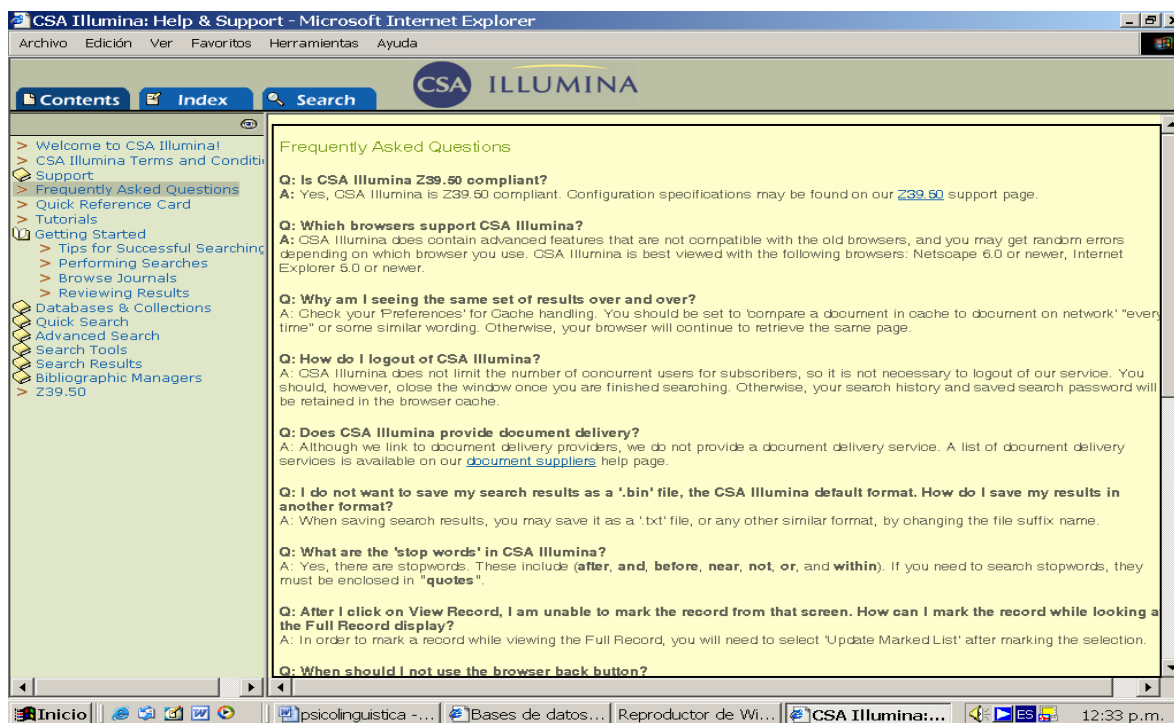 CSA Illumina: Help & Support - Microsoft Internet Explorer
Archivo Edición Ver Favoritos Herramientas Ayuda
CSA ILLUMINA
Contents Index Search
> Welcome to CSA Illumina!
> CSA Illumina Terms and Conditi
Support
> Frequently Asked Questions
> Quick Reference Card
> Tutorials
Getting Started
> Tips for Successful Searching
> Performing Searches
> Browse Journals
> Reviewing Results
Databases & Collections
Quick Search
Advanced Search
Search Tools
Search Results
Bibliographic Managers
> Z39.50
Frequently Asked Questions
Q: Is CSA Illumina Z39.50 compliant?
A: Yes, CSA Illumina is Z39.50 compliant. Configuration specifications may be found on our Z39.50 support page.
Q: Which browsers support CSA Illumina?
A: CSA Illumina does contain advanced features that are not compatible with the old browsers, and you may get random errors
depending on which browser you use. CSA Illumina is best viewed with the following browsers: Netscape 6.0 or newer, Internet
Explorer 5.0 or newer.
Q: Why am I seeing the same set of results over and over?
A: Check your 'Preferences' for Cache handling. You should be set to 'compare a document in cache to document on network' "every
time" or some similar wording. Otherwise, your browser will continue to retrieve the same page.
Q: How do I logout of CSA Illumina?
A: CSA Illumina does not limit the number of concurrent users for subscribers, so it is not necessary to logout of our service. You
should, however, close the window once you are finished searching. Otherwise, your search history and saved search password will
be retained in the browser cache.
Q: Does CSA Illumina provide document delivery?
A: Although we link to document delivery providers, we do not provide a document delivery service. A list of document delivery
services is available on our document suppliers help page.
Q: I do not want to save my search results as a '.bin' file, the CSA Illumina default format. How do I save my results in
another format?
A: When saving search results, you may save it as a '.txt' file, or any other similar format, by changing the file suffix name.
Q: What are the 'stop words' in CSA Illumina?
A: Yes, there are stopwords. These include (after, and, before, near, not, or, and within). If you need to search stopwords, they
must be enclosed in "quotes".
Q: After I click on View Record, I am unable to mark the record from that screen. How can I mark the record while looking a
the Full Record display?
A: In order to mark a record while viewing the Full Record, you will need to select 'Update Marked List' after marking the selection.
Q: When should I not use the browser back button?
Inicio psicolinguistica -... Bases de datos... Reproductor de Wi... CSA Illumina:... ES 12:33 p.m.